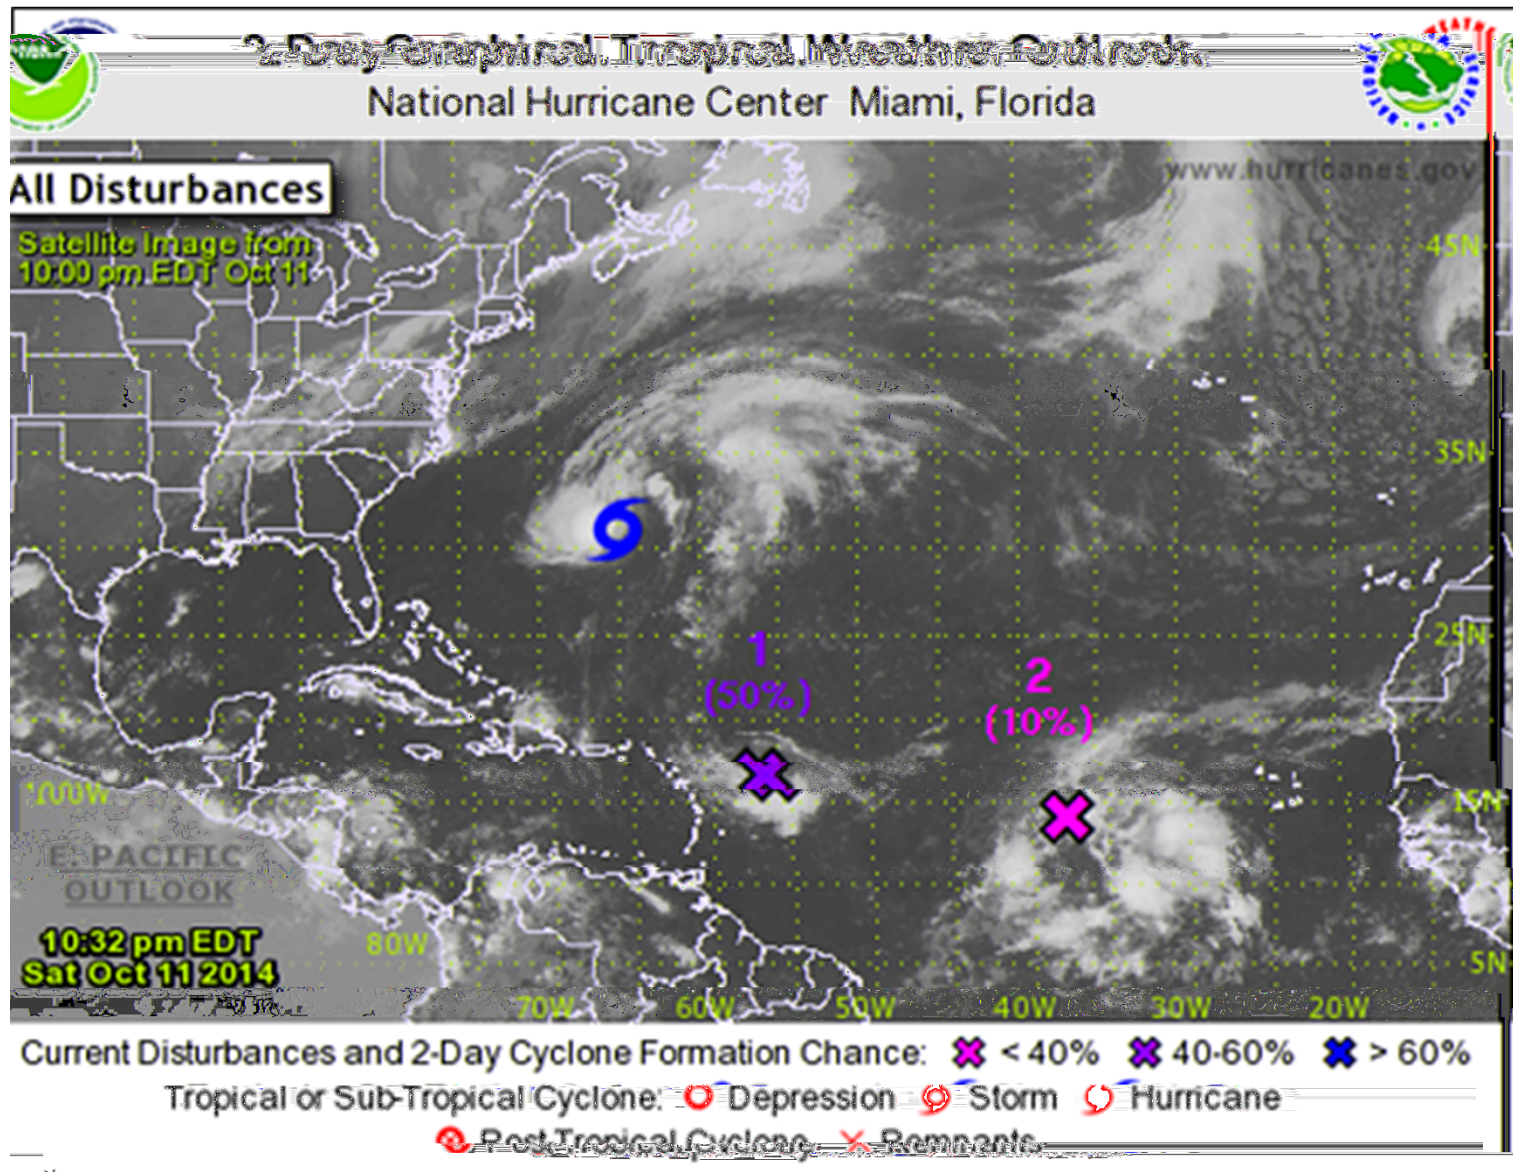 2-Day Graphical Tropical Weather Outlook
National Hurricane Center Miami, Florida
www.hurricanes.gov
All Disturbances
Satellite Image from
10:00 pm EDT Oct 11
45N
35N
25N
1
(50%)
2
(10%)
100W
15N
E. PACIFIC
OUTLOOK
10:32 pm EDT
Sat Oct 11 2014
80W
5N
70W 60W 50W 40W 30W 20W
Current Disturbances and 2-Day Cyclone Formation Chance: < 40% 40-60% > 60%
Tropical or Sub-Tropical Cyclone: Depression Storm Hurricane
Post-Tropical Cyclone Remnants